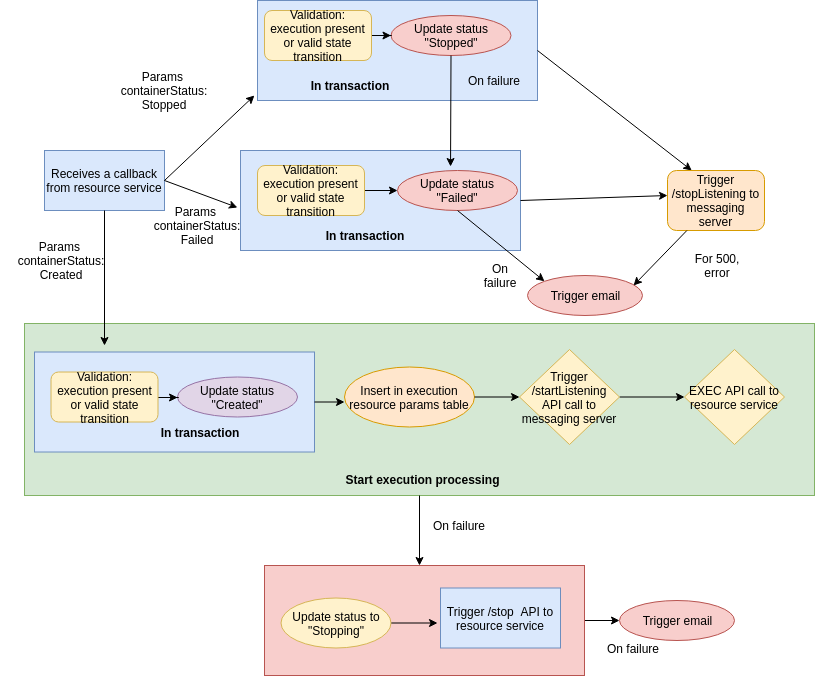 Validation:
execution present
or valid state
transition
Update status
"Stopped"
In transaction
On failure
Params
containerStatus:
Stopped
Receives a callback
from resource service
Validation:
execution present
or valid state
transition
Update status
"Failed"
In transaction
Trigger
/stopListening to
messaging
server
Params
containerStatus:
Failed
Params
containerStatus:
Created
On
failure
For 500,
error
Trigger email
Validation:
execution present
or valid state
transition
Update status
"Created"
In transaction
Insert in execution
resource params table
Trigger
/startListening
API call to
messaging server
EXEC API call to
resource service
Start execution processing
On failure
Update status to
"Stopping"
Trigger /stop  API to
resource service
Trigger email
On failure